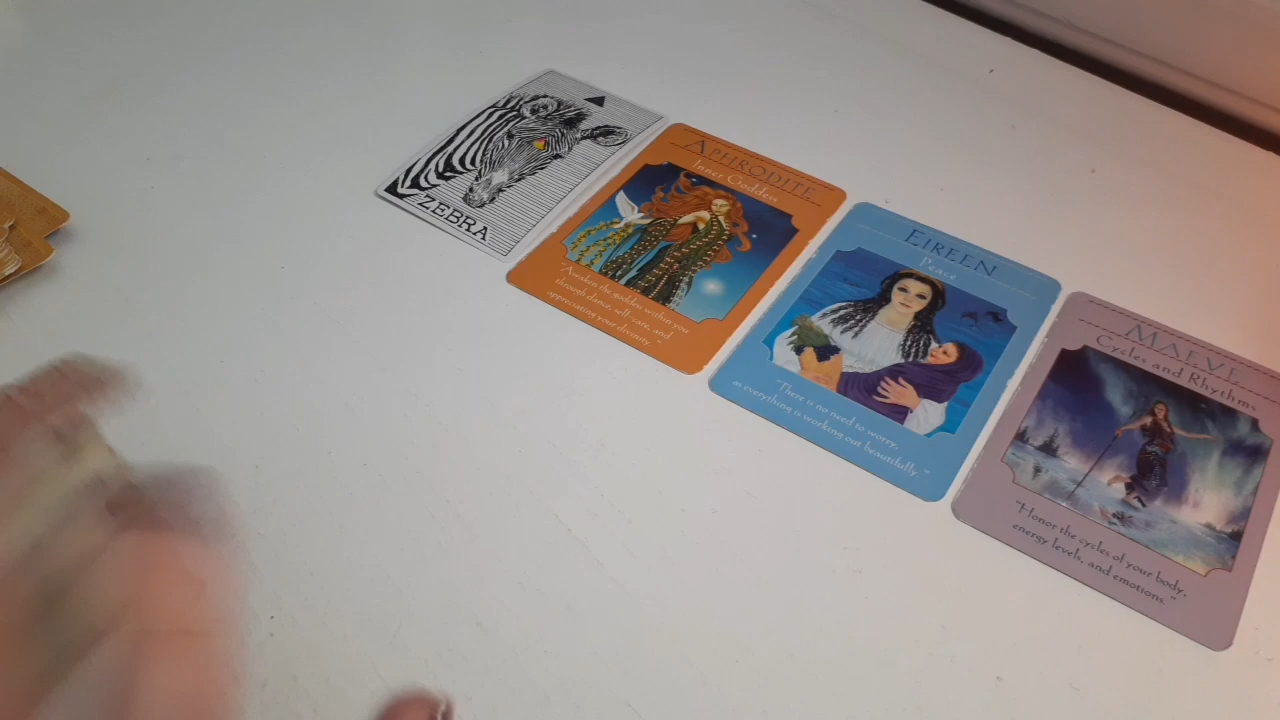 ZEBRA
APHRODITE
Inner Goddess
"Awaken the goddess within you
through dance, self-care, and
appreciating your divinity."
EIREEN
Peace
"There is no need to worry,
as everything is working out beautifully."
MAEVE
Cycles and Rhythms
"Honor the cycles of your body,
energy levels, and emotions."